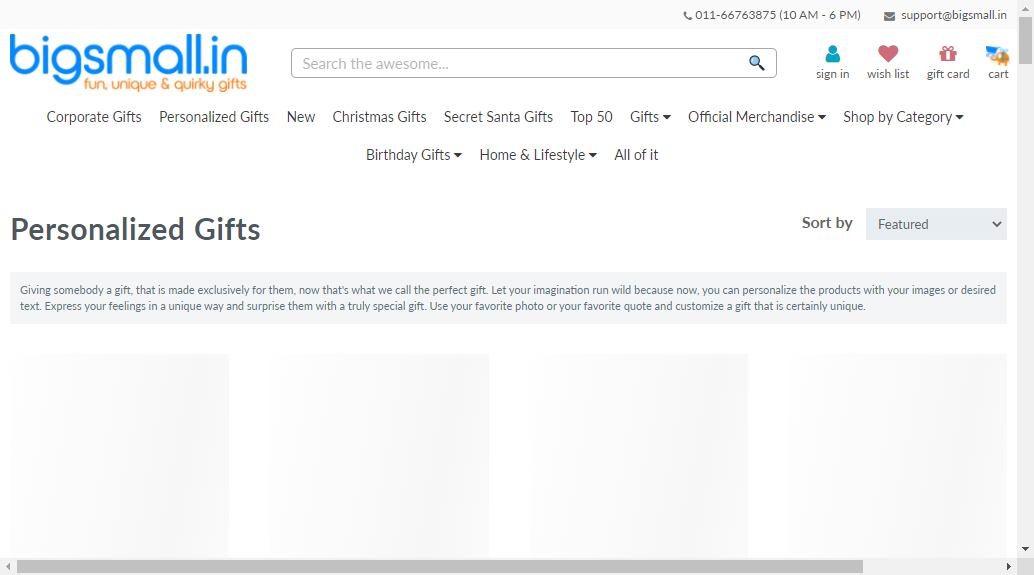 011-66763875 (10 AM - 6 PM) support@bigsmall.in
bigsmall.in
fun, unique & quirky gifts
Search the awesome...
sign in wish list gift card cart
Corporate Gifts Personalized Gifts New Christmas Gifts Secret Santa Gifts Top 50 Gifts Official Merchandise Shop by Category
Birthday Gifts Home & Lifestyle All of it
Personalized Gifts
Sort by Featured
Giving somebody a gift, that is made exclusively for them, now that's what we call the perfect gift. Let your imagination run wild because now, you can personalize the products with your images or desired
text. Express your feelings in a unique way and surprise them with a truly special gift. Use your favorite photo or your favorite quote and customize a gift that is certainly unique.